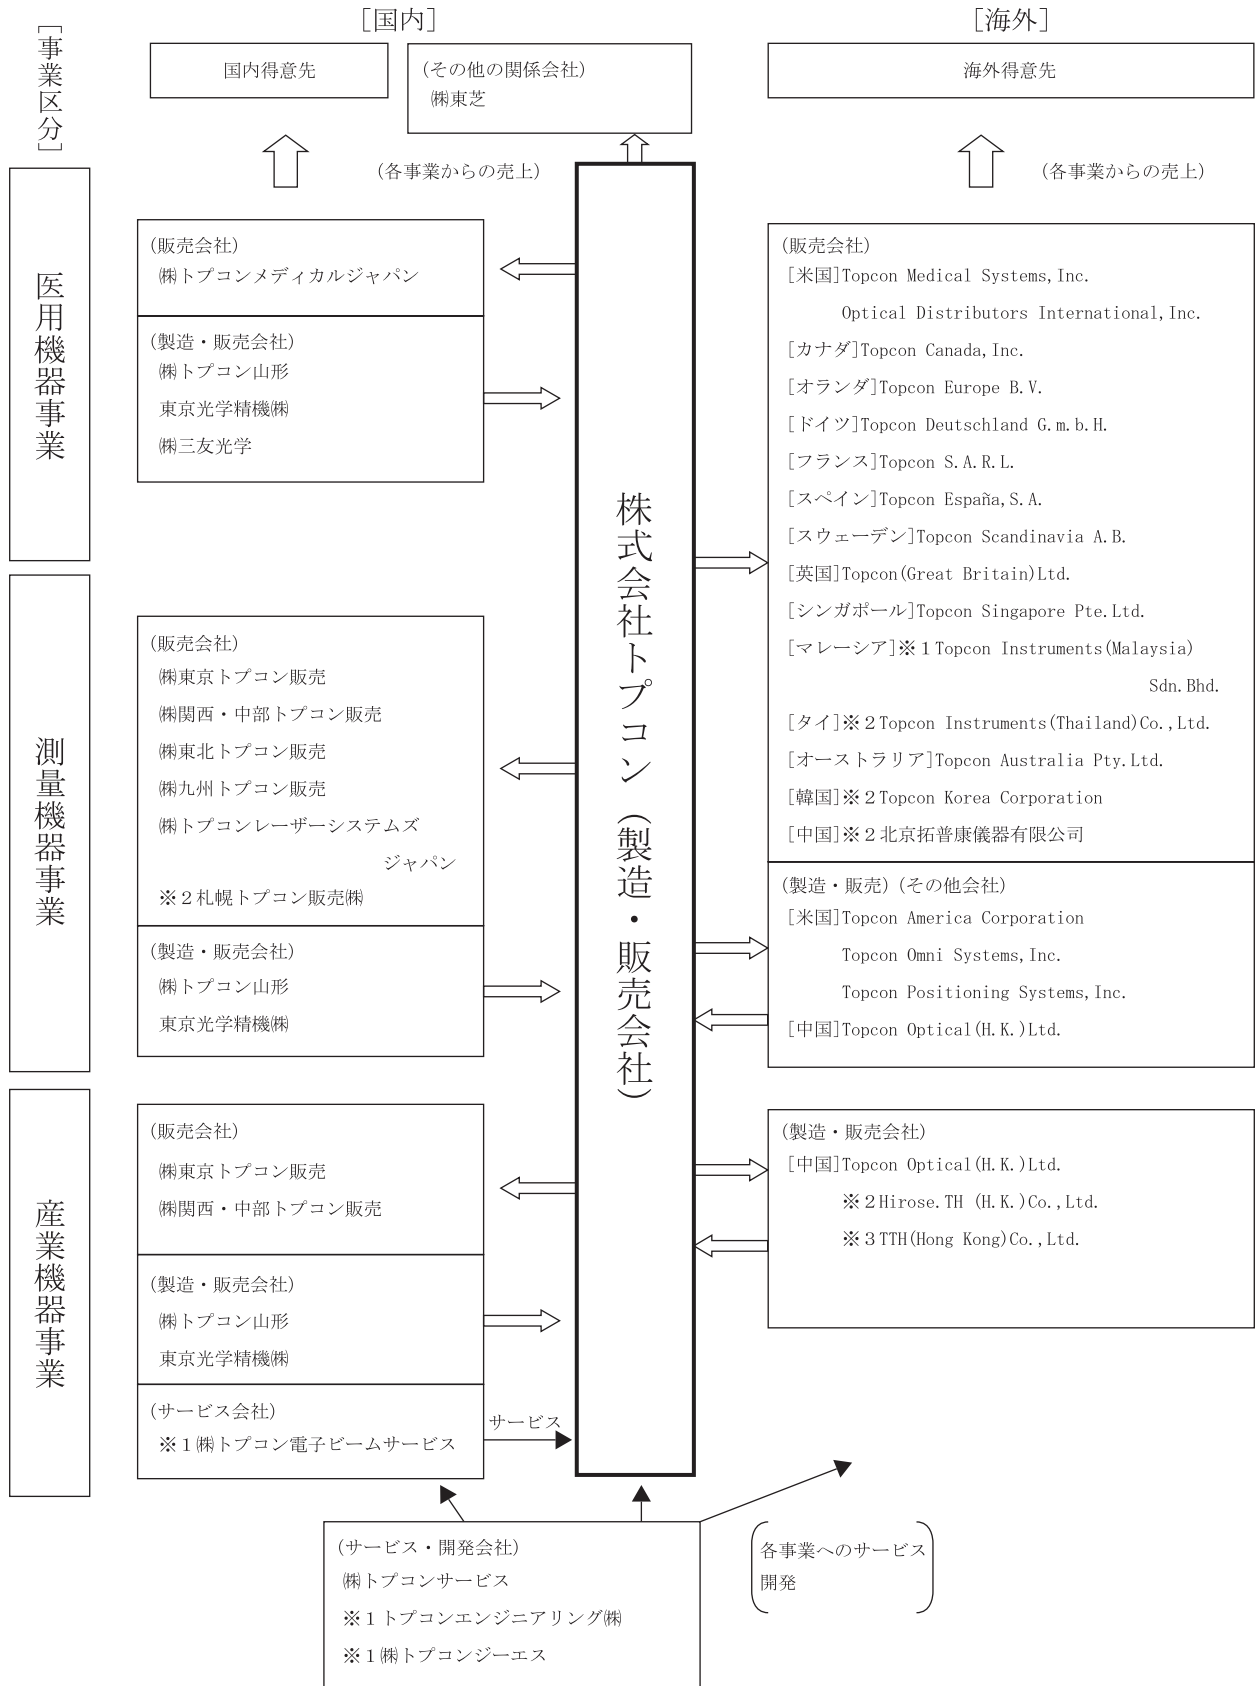 [事業区分]
[国内]
[海外]
国内得意先
(その他の関係会社)
㈱東芝
海外得意先
(各事業からの売上)
(各事業からの売上)
医用機器事業
(販売会社)
㈱トプコンメディカルジャパン
(製造・販売会社)
㈱トプコン山形
東京光学精機㈱
㈱三友光学
測量機器事業
(販売会社)
㈱東京トプコン販売
㈱関西・中部トプコン販売
㈱東北トプコン販売
㈱九州トプコン販売
㈱トプコンレーザーシステムズ
ジャパン
※2札幌トプコン販売㈱
(製造・販売会社)
㈱トプコン山形
東京光学精機㈱
産業機器事業
(販売会社)
㈱東京トプコン販売
㈱関西・中部トプコン販売
(製造・販売会社)
㈱トプコン山形
東京光学精機㈱
(サービス会社)
※1㈱トプコン電子ビームサービス
サービス
株式会社トプコン(製造・販売会社)
(販売会社)
[米国]Topcon Medical Systems,Inc.
Optical Distributors International,Inc.
[カナダ]Topcon Canada,Inc.
[オランダ]Topcon Europe B.V.
[ドイツ]Topcon Deutschland G.m.b.H.
[フランス]Topcon S.A.R.L.
[スペイン]Topcon España,S.A.
[スウェーデン]Topcon Scandinavia A.B.
[英国]Topcon(Great Britain)Ltd.
[シンガポール]Topcon Singapore Pte.Ltd.
[マレーシア]※1Topcon Instruments(Malaysia)
Sdn.Bhd.
[タイ]※2Topcon Instruments(Thailand)Co.,Ltd.
[オーストラリア]Topcon Australia Pty.Ltd.
[韓国]※2Topcon Korea Corporation
[中国]※2北京拓普康儀器有限公司
(製造・販売)(その他会社)
[米国]Topcon America Corporation
Topcon Omni Systems,Inc.
Topcon Positioning Systems,Inc.
[中国]Topcon Optical(H.K.)Ltd.
(製造・販売会社)
[中国]Topcon Optical(H.K.)Ltd.
※2Hirose.TH (H.K.)Co.,Ltd.
※3TTH(Hong Kong)Co.,Ltd.
(サービス・開発会社)
㈱トプコンサービス
※1トプコンエンジニアリング㈱
※1㈱トプコンジーエス
各事業へのサービス
開発